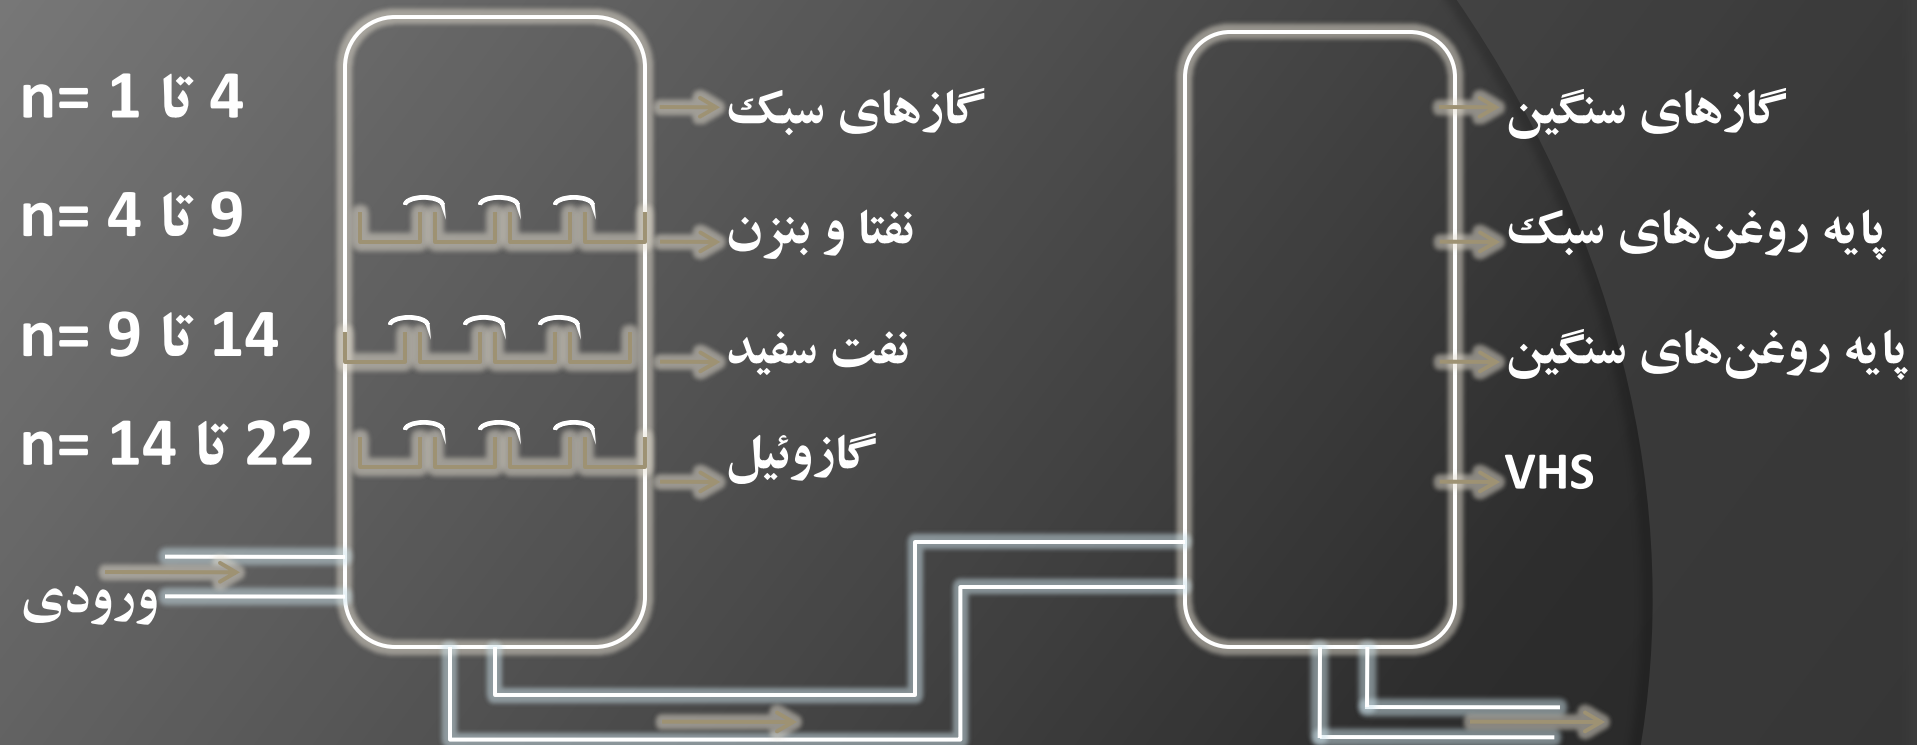 n= 1 تا 4
گازهای سبک
گازهای سنگین
n= 4 تا 9
نفتا و بنزن
پایه روغن‌های سبک
n= 9 تا 14
نفت سفید
پایه روغن‌های سنگین
n= 14 تا 22
گازوئیل
VHS
ورودی